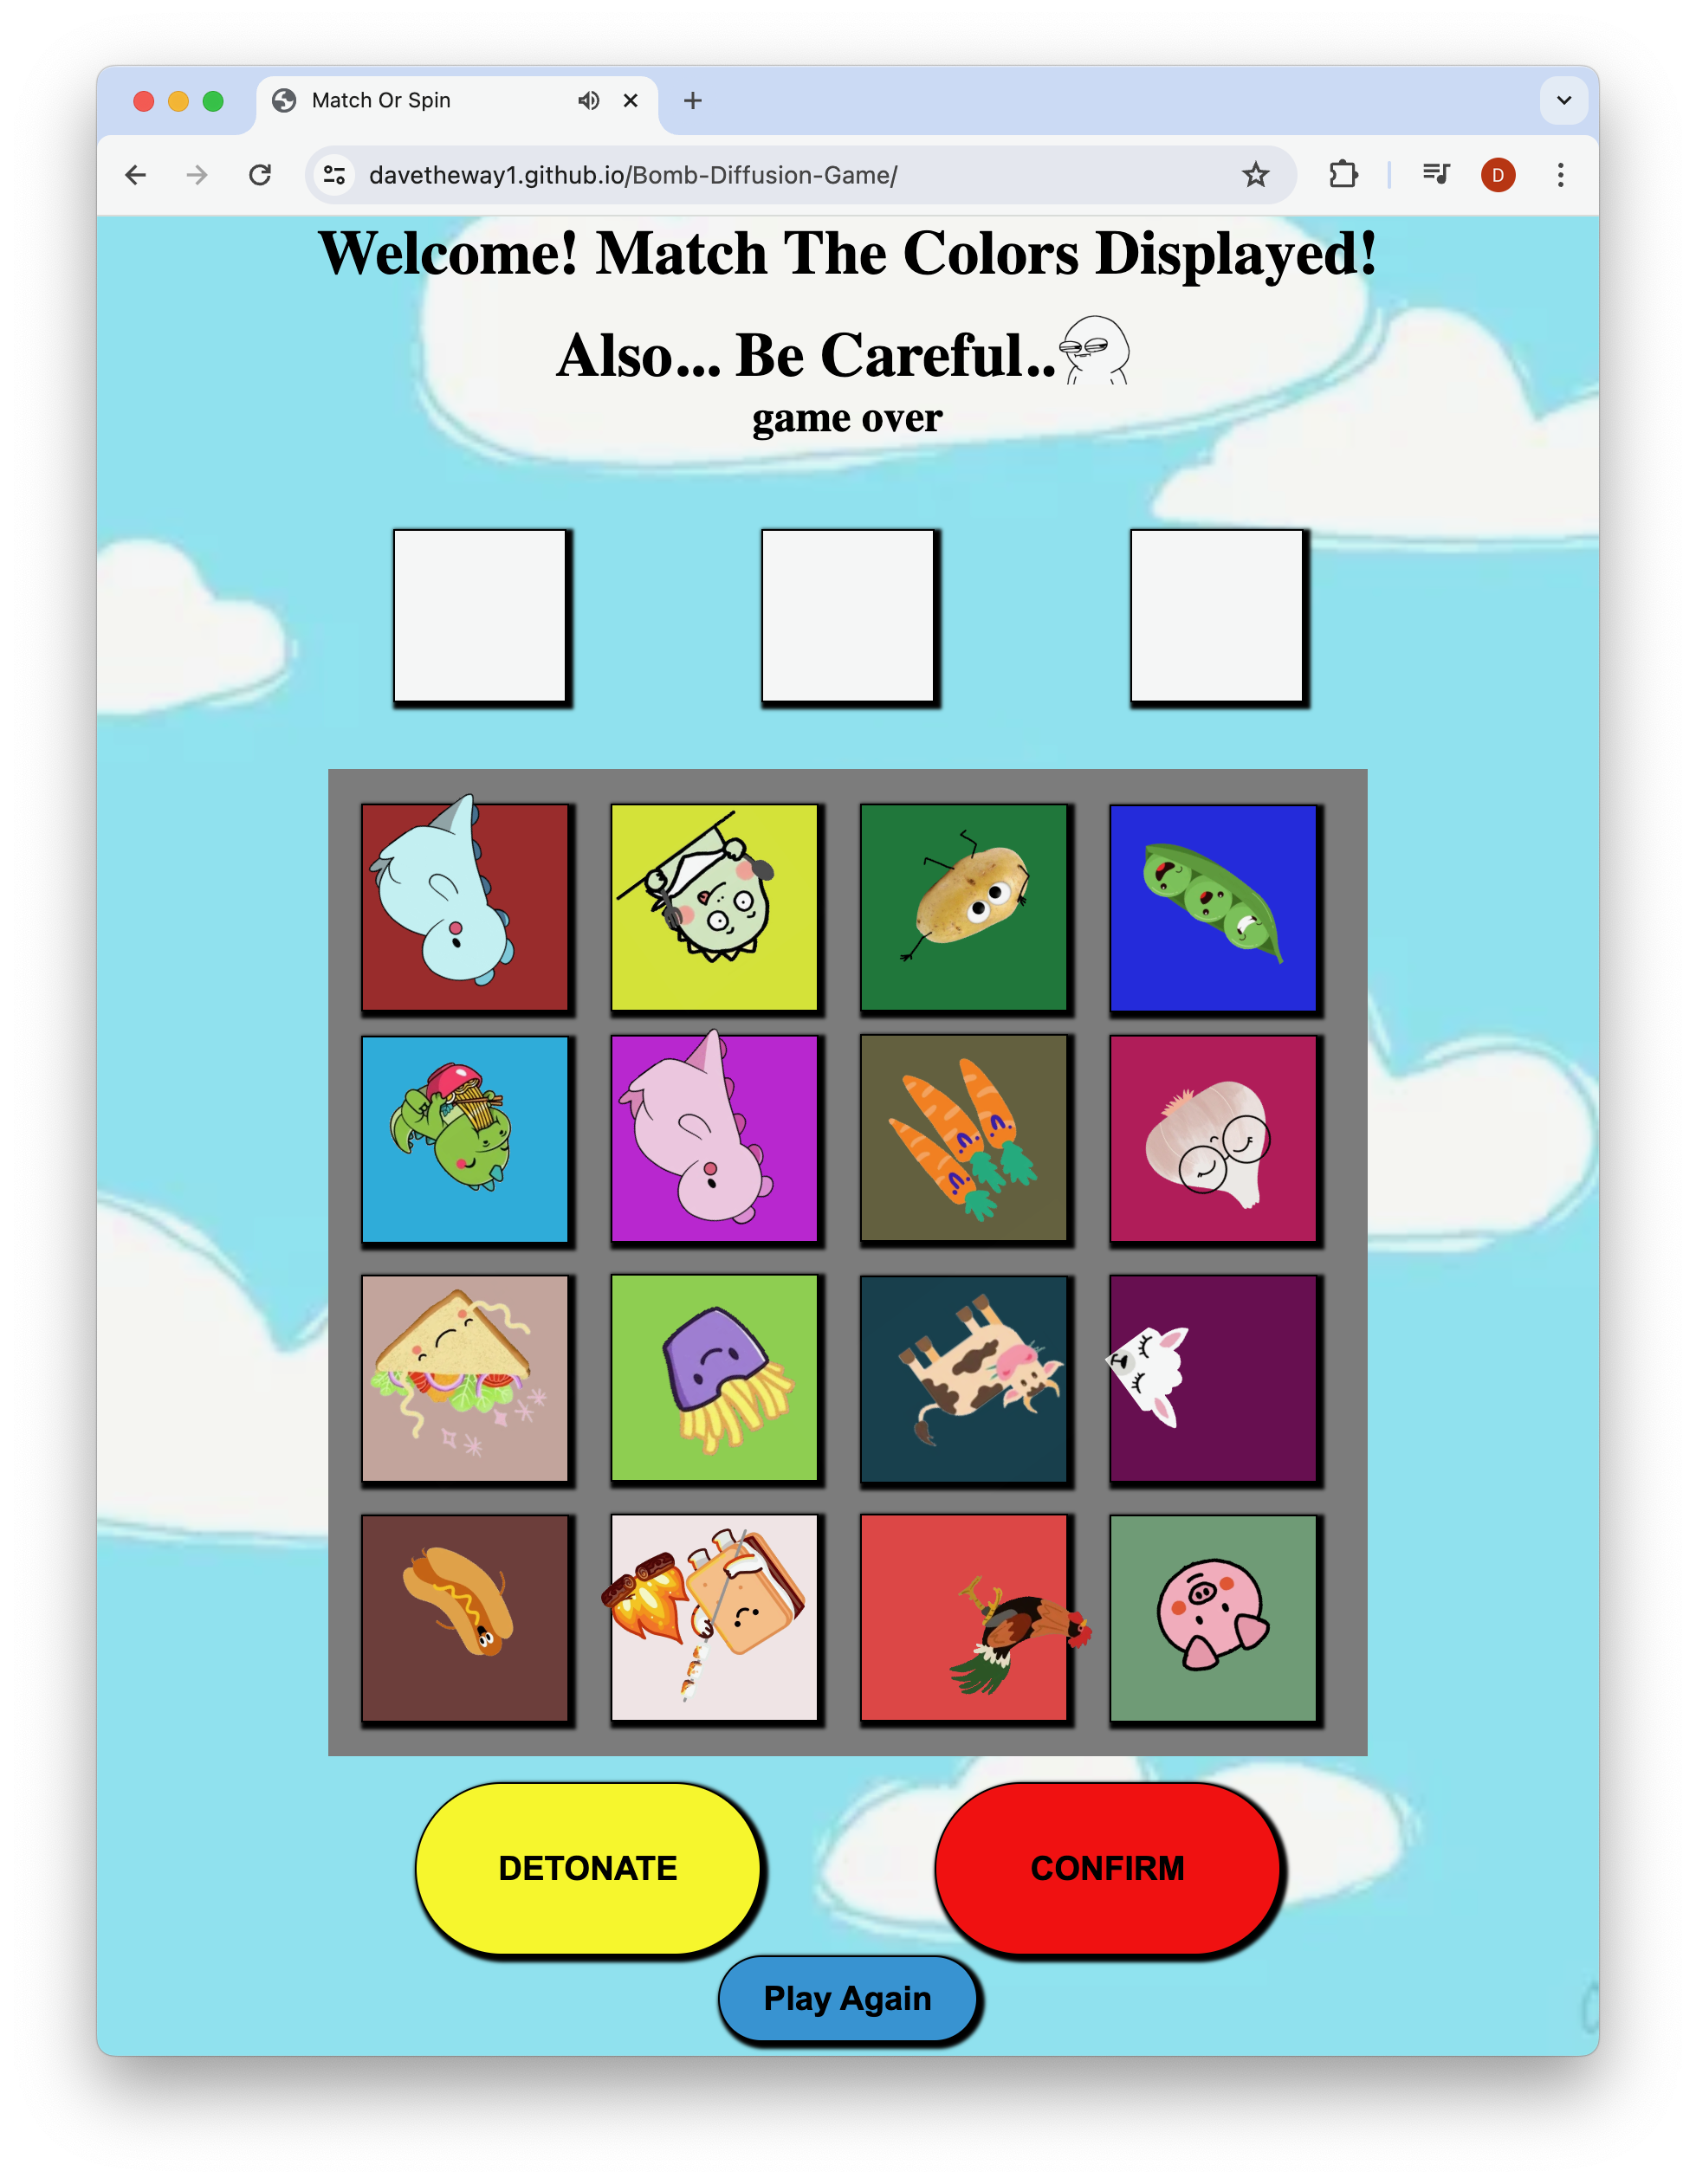 Match Or Spin
davetheway1.github.io/Bomb-Diffusion-Game/
D
Welcome! Match The Colors Displayed!
Also... Be Careful..
game over
DETONATE
CONFIRM
Play Again